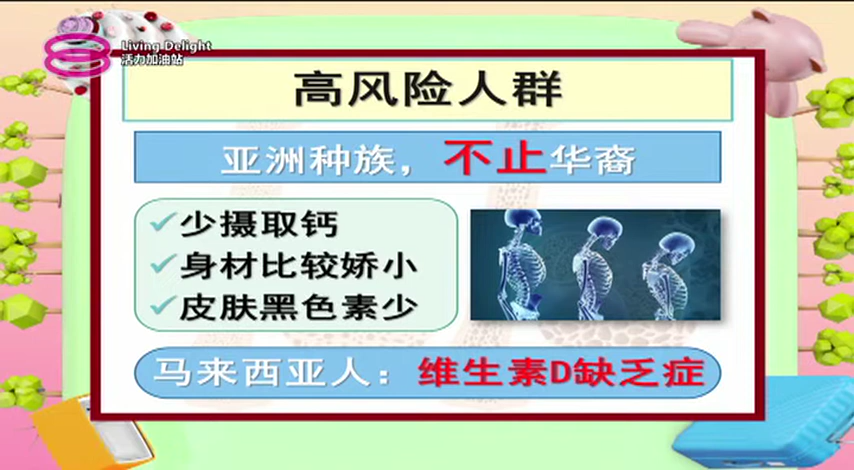 Living Delight
活力加油站
高风险人群
亚洲种族，不止华裔
✓少摄取钙
✓身材比较娇小
✓皮肤黑色素少
马来西亚人：维生素D缺乏症